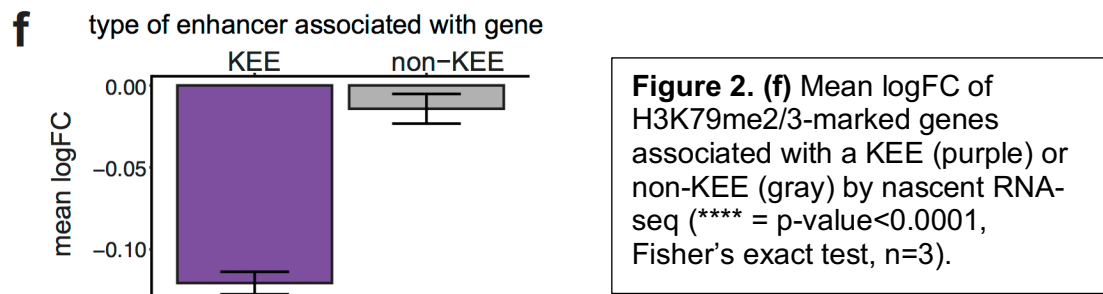 f
type of enhancer associated with gene
KEE non−KEE
0.00
−0.05
−0.10
mean logFC
Figure 2. (f) Mean logFC of
H3K79me2/3-marked genes
associated with a KEE (purple) or
non-KEE (gray) by nascent RNA-
seq (**** = p-value<0.0001,
Fisher’s exact test, n=3).